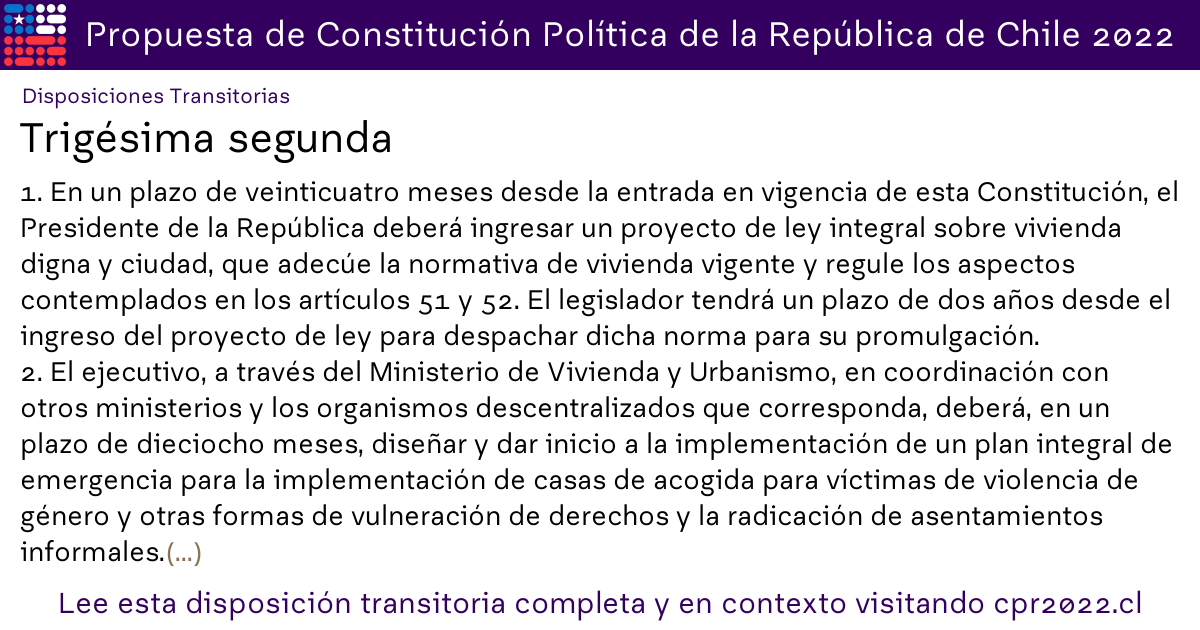 Propuesta de Constitución Política de la República de Chile 2022
Disposiciones Transitorias
Trigésima segunda
1. En un plazo de veinticuatro meses desde la entrada en vigencia de esta Constitución, el
Presidente de la República deberá ingresar un proyecto de ley integral sobre vivienda
digna y ciudad, que adecúe la normativa de vivienda vigente y regule los aspectos
contemplados en los artículos 51 y 52. El legislador tendrá un plazo de dos años desde el
ingreso del proyecto de ley para despachar dicha norma para su promulgación.
2. El ejecutivo, a través del Ministerio de Vivienda y Urbanismo, en coordinación con
otros ministerios y los organismos descentralizados que corresponda, deberá, en un
plazo de dieciocho meses, diseñar y dar inicio a la implementación de un plan integral de
emergencia para la implementación de casas de acogida para víctimas de violencia de
género y otras formas de vulneración de derechos y la radicación de asentamientos
informales.(...)
Lee esta disposición transitoria completa y en contexto visitando cpr2022.cl